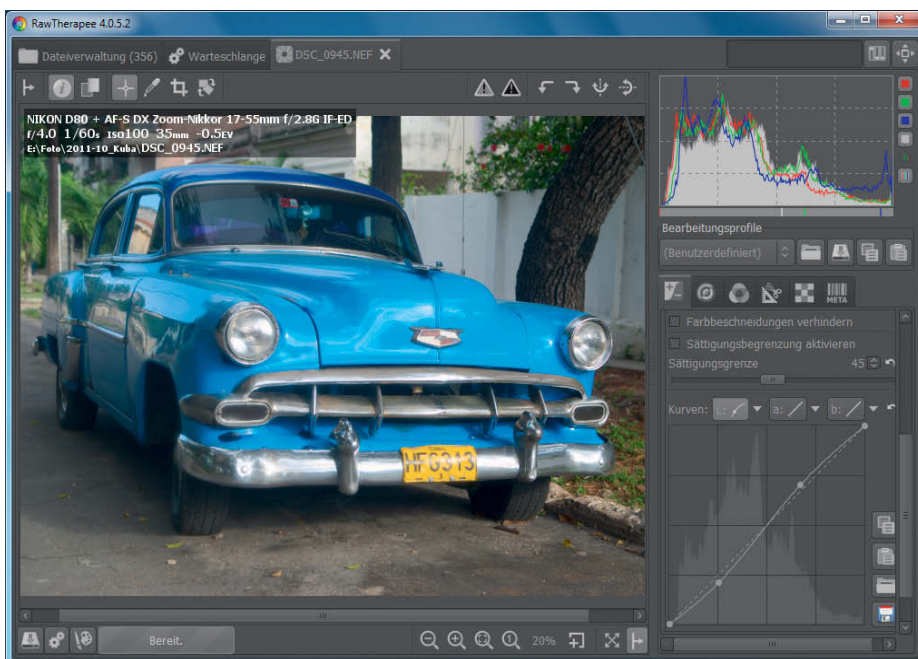 RawTherapee 4.0.5.2
Dateiverwaltung (356) Warteschlange DSC_0945.NEF
NIKON D80 + AF-S DX Zoom-Nikkor 17-55mm f/2.8G IF-ED
f/4.0 1/60s ISO100 35mm -0.5EV
E:\Foto\2011-10_Kuba\DSC_0945.NEF
HFG313
Bearbeitungsprofile
(Benutzerdefiniert)
META
Farbbeschneidungen verhindern
Sättigungsbegrenzung aktivieren
Sättigungsgrenze 45
Kurven: L: a: b:
Bereit. 20%